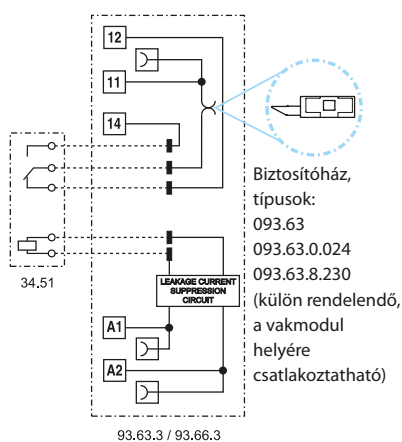 12
11
14
34.51
LEAKAGE CURRENT
SUPPRESSION
CIRCUIT
A1
A2
93.63.3 / 93.66.3
Biztosítóház,
típusok:
093.63
093.63.0.024
093.63.8.230
(külön rendelendő,
a vakmodul
helyére
csatlakoztatható)